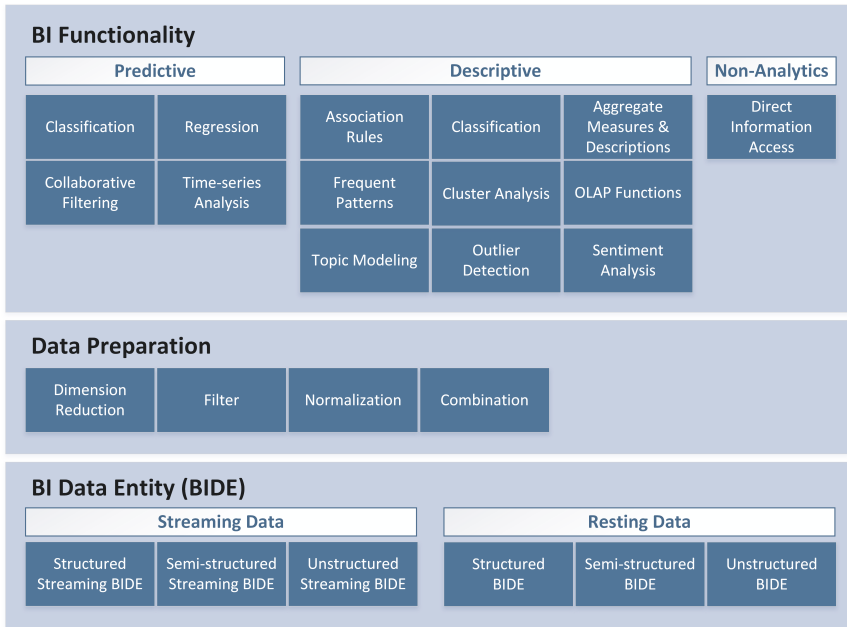 BI Functionality
Predictive
Descriptive
Non-Analytics
Classification
Regression
Association
Rules
Classification
Aggregate
Measures &
Descriptions
Direct
Information
Access
Collaborative
Filtering
Time-series
Analysis
Frequent
Patterns
Cluster Analysis
OLAP Functions
Topic Modeling
Outlier
Detection
Sentiment
Analysis
Data Preparation
Dimension
Reduction
Filter
Normalization
Combination
BI Data Entity (BIDE)
Streaming Data
Resting Data
Structured
Streaming BIDE
Semi-structured
Streaming BIDE
Unstructured
Streaming BIDE
Structured
BIDE
Semi-structured
BIDE
Unstructured
BIDE